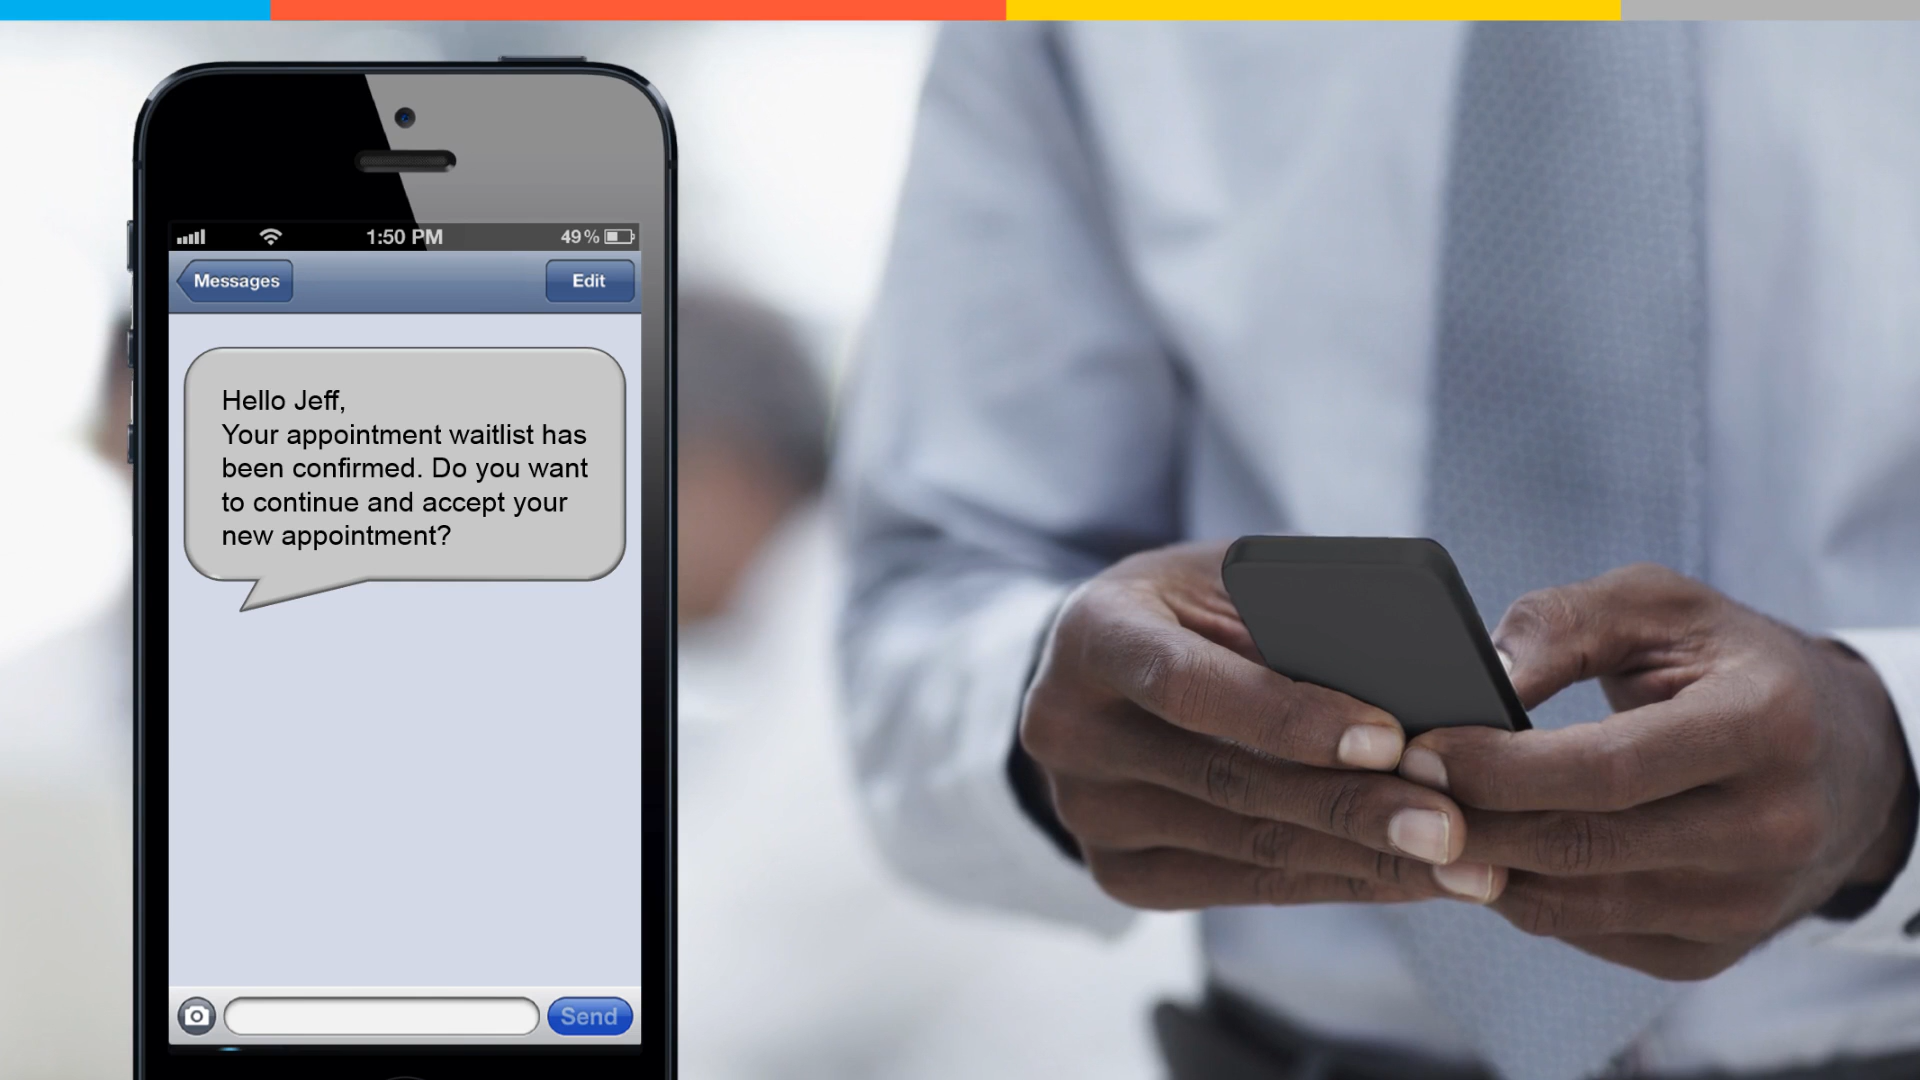 1:50 PM
49%
Messages
Edit
Hello Jeff,
Your appointment waitlist has
been confirmed. Do you want
to continue and accept your
new appointment?
Send